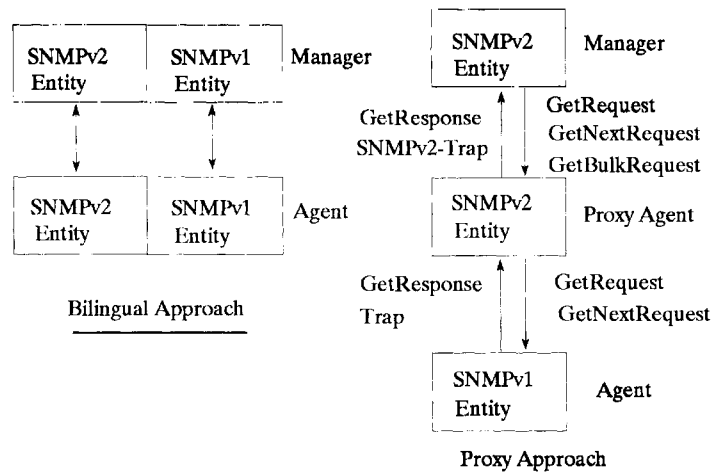 SNMPv2
Entity
SNMPv1
Entity
Manager
SNMPv2
Entity
SNMPv1
Entity
Agent
Bilingual Approach
SNMPv2
Entity
Manager
GetResponse
SNMPv2-Trap
GetRequest
GetNextRequest
GetBulkRequest
SNMPv2
Entity
Proxy Agent
GetResponse
Trap
GetRequest
GetNextRequest
SNMPv1
Entity
Agent
Proxy Approach